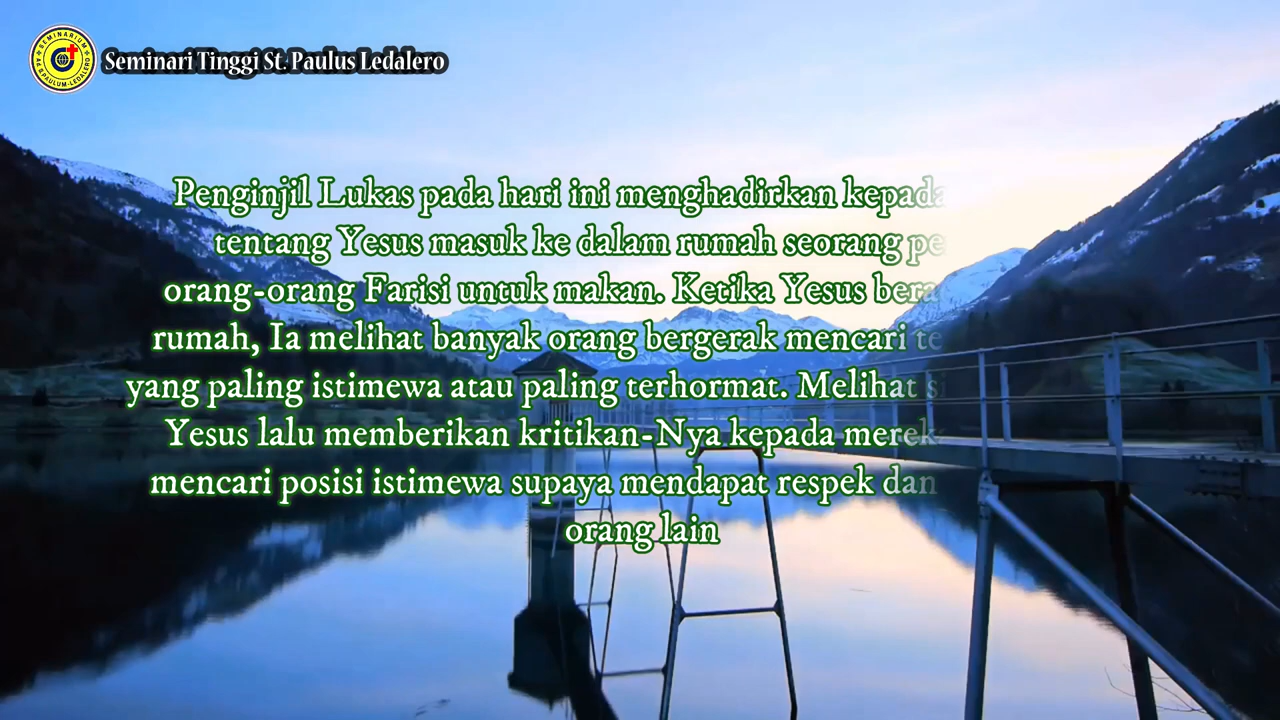 Seminari Tinggi St. Paulus Ledalero
Penginjil Lukas pada hari ini menghadirkan kepada
tentang Yesus masuk ke dalam rumah seorang
orang-orang Farisi untuk makan. Ketika Yesus
rumah, Ia melihat banyak orang bergerak mencari
yang paling istimewa atau paling terhormat. Melihat
Yesus lalu memberikan kritikan-Nya kepada
mencari posisi istimewa supaya mendapat respek dan
orang lain